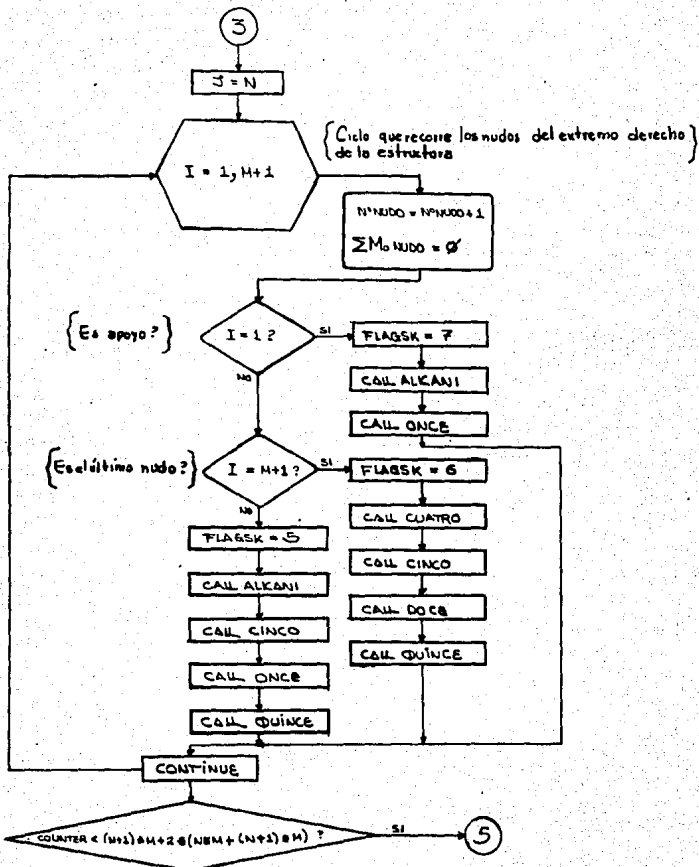 3
J = N
{Ciclo que recorre los nudos del extremo derecho
de la estructura}
I = 1, M+1
N°NUDO = N°NUDO+1
ΣM₀ NUDO = Ø
{Es apoyo?}
I = 1 ?
SI
FLAGSK = 7
CALL ALKANI
NO
CALL ONCE
{Es el último nudo?}
I = M+1 ?
SI
FLAGSK = 6
NO
CALL CUATRO
FLAGSK = 5
CALL CINCO
CALL ALKANI
CALL DOCE
CALL CINCO
CALL QUINCE
CALL ONCE
CALL QUINCE
CONTINUE
COUNTER < (N+1)*M+2*(N*M+(N+1)*M) ?
SI
5